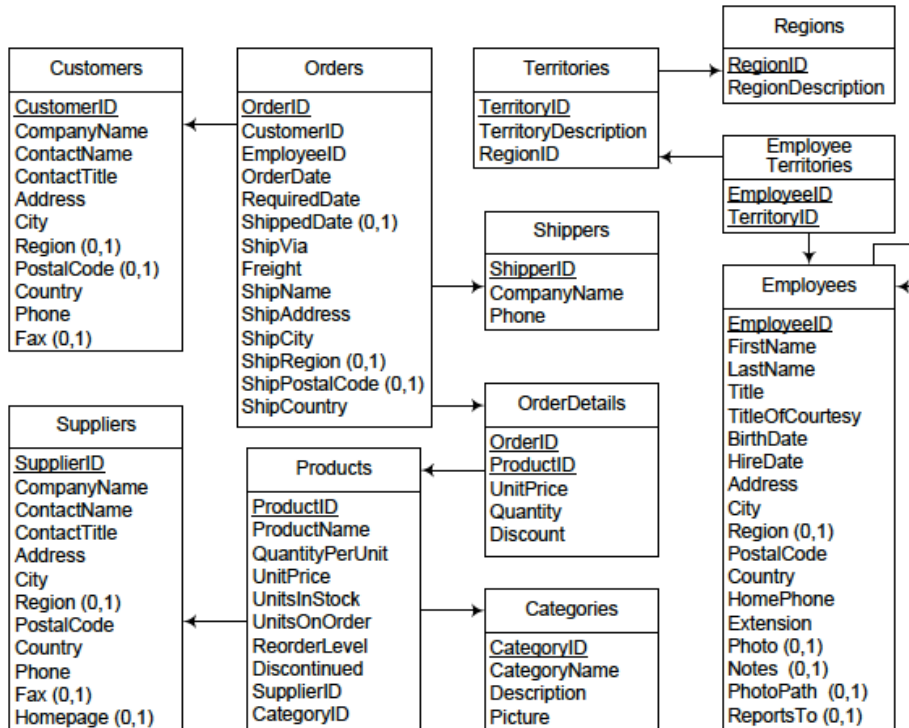 Customers
CustomerID
CompanyName
ContactName
ContactTitle
Address
City
Region (0,1)
PostalCode (0,1)
Country
Phone
Fax (0,1)
Orders
OrderID
CustomerID
EmployeeID
OrderDate
RequiredDate
ShippedDate (0,1)
ShipVia
Freight
ShipName
ShipAddress
ShipCity
ShipRegion (0,1)
ShipPostalCode (0,1)
ShipCountry
Territories
TerritoryID
TerritoryDescription
RegionID
Regions
RegionID
RegionDescription
Employee
Territories
EmployeeID
TerritoryID
Shippers
ShipperID
CompanyName
Phone
Employees
EmployeeID
FirstName
LastName
Title
TitleOfCourtesy
BirthDate
HireDate
Address
City
Region (0,1)
PostalCode
Country
HomePhone
Extension
Photo (0,1)
Notes (0,1)
PhotoPath (0,1)
ReportsTo (0,1)
Suppliers
SupplierID
CompanyName
ContactName
ContactTitle
Address
City
Region (0,1)
PostalCode
Country
Phone
Fax (0,1)
Homepage (0,1)
Products
ProductID
ProductName
QuantityPerUnit
UnitPrice
UnitsInStock
UnitsOnOrder
ReorderLevel
Discontinued
SupplierID
CategoryID
OrderDetails
OrderID
ProductID
UnitPrice
Quantity
Discount
Categories
CategoryID
CategoryName
Description
Picture